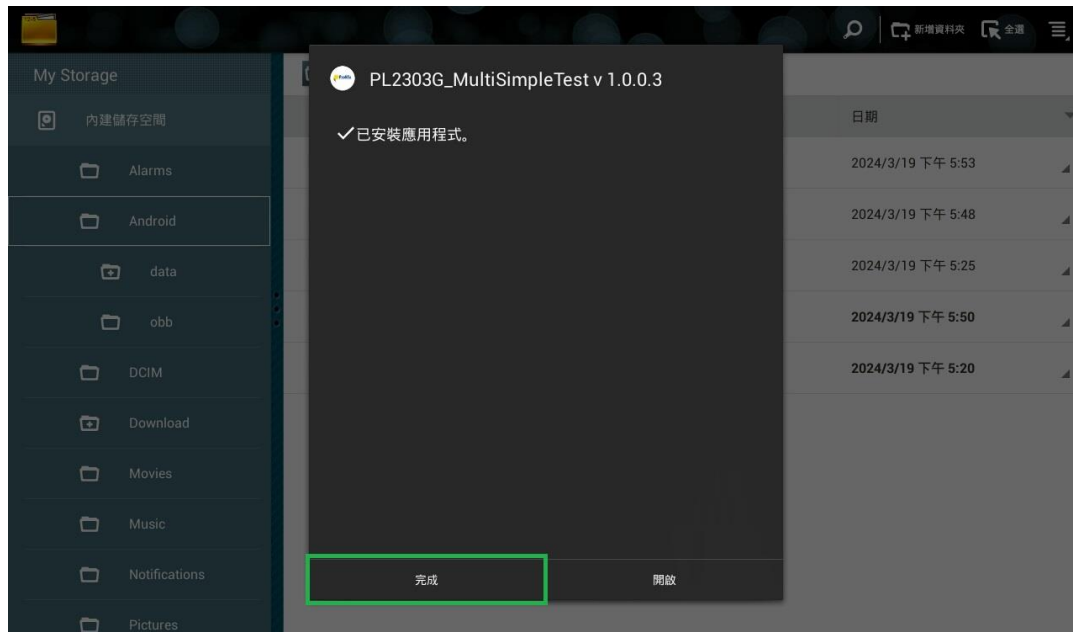 新增資料夾
全選
My Storage
內建儲存空間
Alarms
Android
data
obb
DCIM
Download
Movies
Music
Notifications
Pictures
PL2303G_MultiSimpleTest v 1.0.0.3
已安裝應用程式。
完成
開啟
日期
2024/3/19 下午 5:53
2024/3/19 下午 5:48
2024/3/19 下午 5:25
2024/3/19 下午 5:50
2024/3/19 下午 5:20